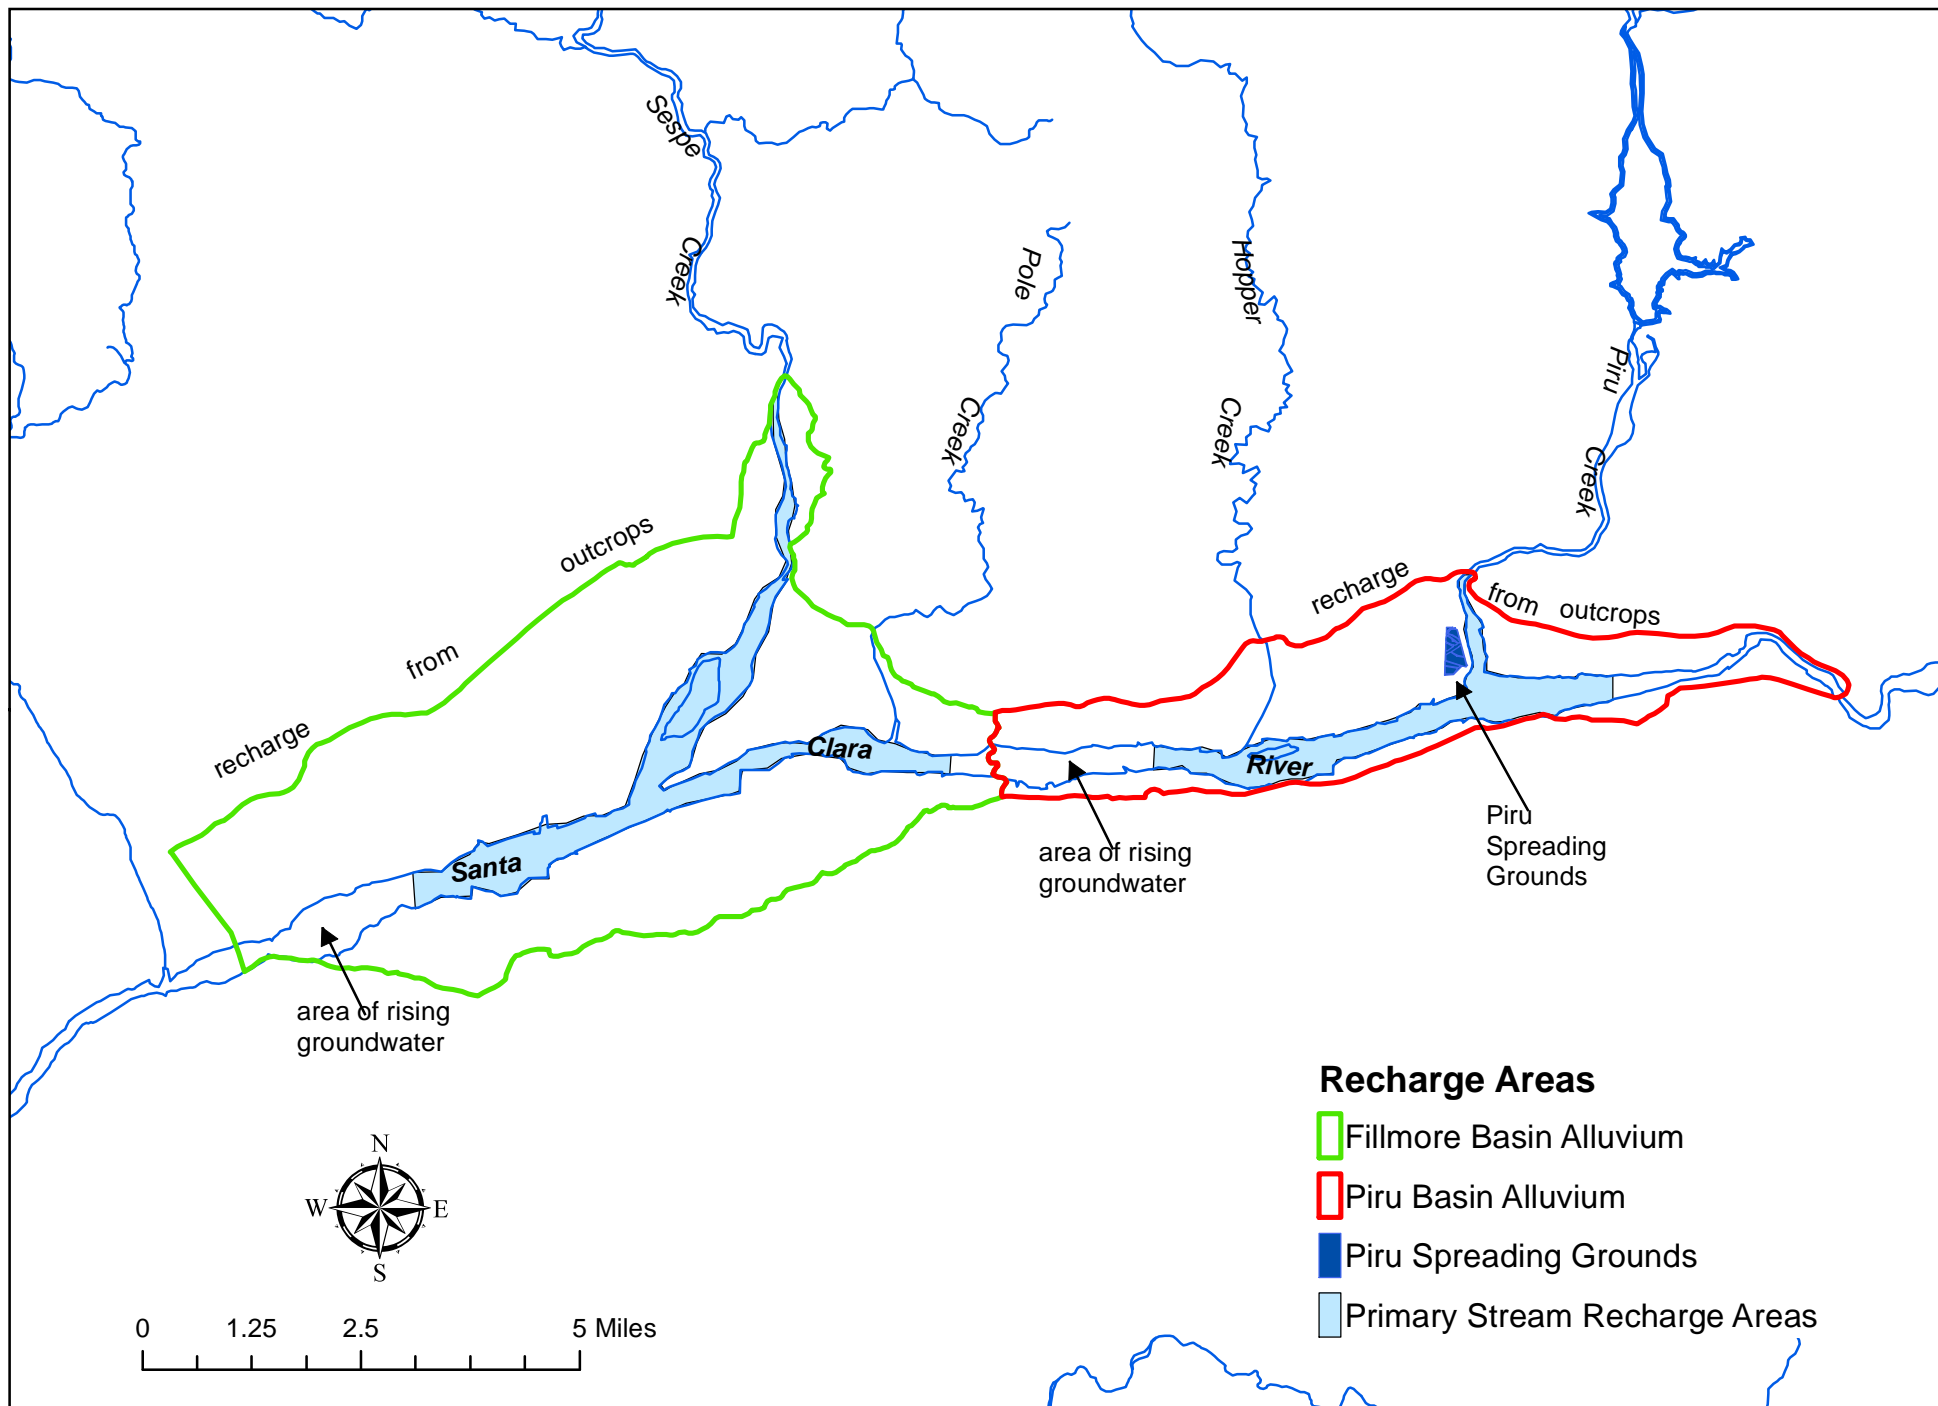 Sespe
Creek
Pole
Creek
Hopper
Creek
Piru
Creek
recharge
from
outcrops
recharge
from
outcrops
Santa
Clara
River
area of rising
groundwater
area of rising
groundwater
Piru
Spreading
Grounds
N
W
E
S
0
1.25
2.5
5 Miles
Recharge Areas
Fillmore Basin Alluvium
Piru Basin Alluvium
Piru Spreading Grounds
Primary Stream Recharge Areas